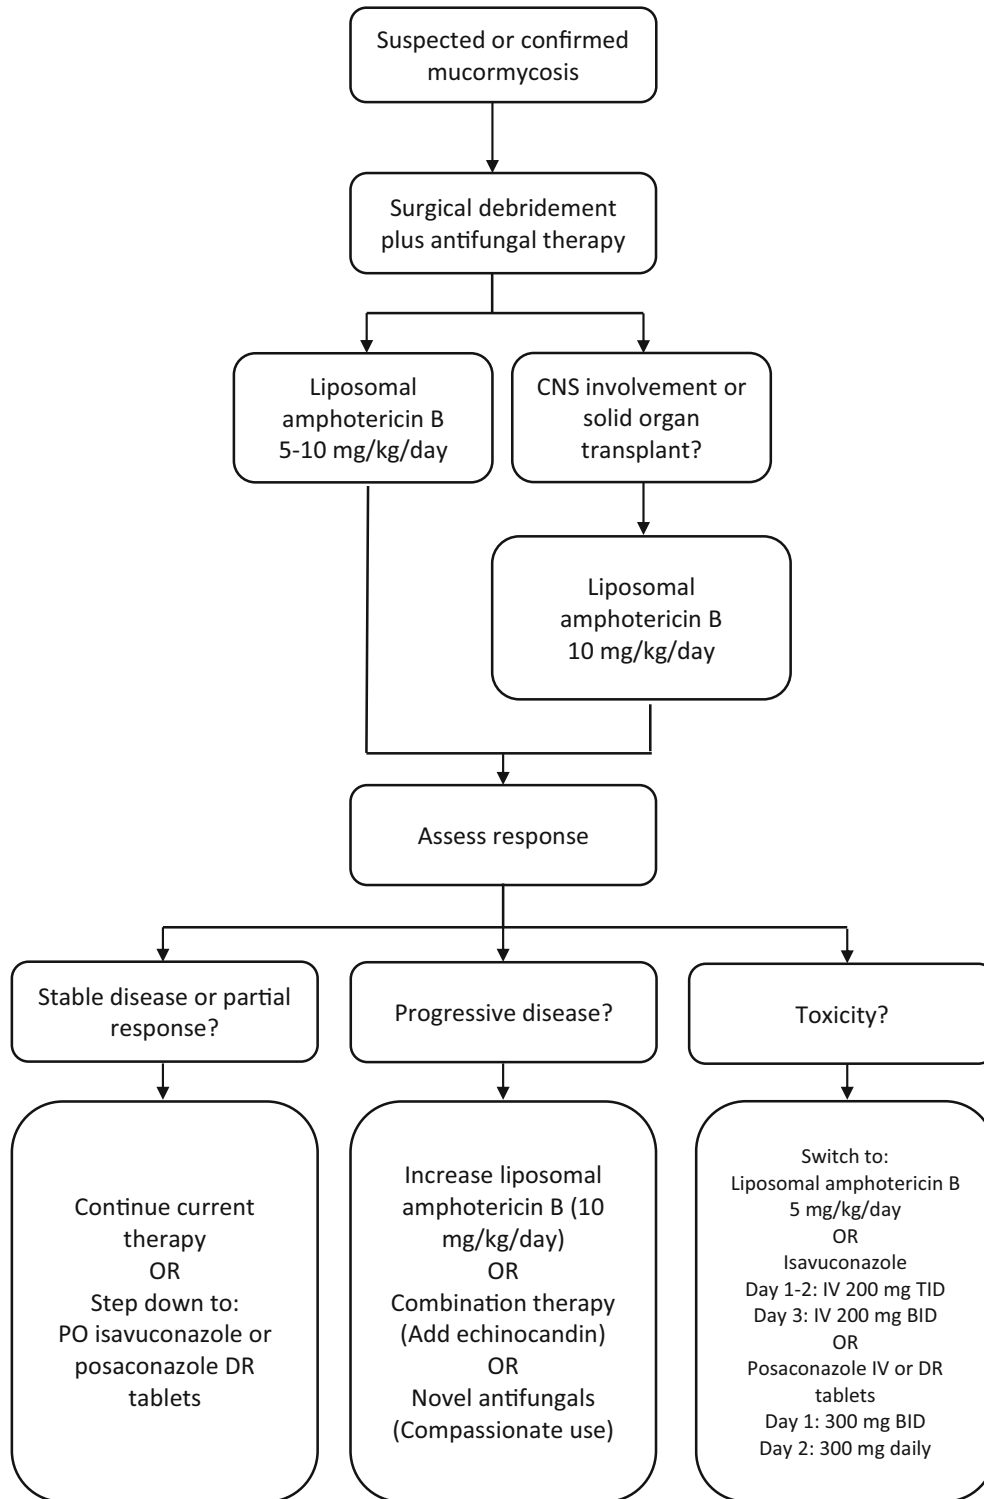 Suspected or confirmed
mucormycosis
Surgical debridement
plus antifungal therapy
Liposomal
amphotericin B
5-10 mg/kg/day
CNS involvement or
solid organ
transplant?
Liposomal
amphotericin B
10 mg/kg/day
Assess response
Stable disease or partial
response?
Progressive disease?
Toxicity?
Continue current
therapy
OR
Step down to:
PO isavuconazole or
posaconazole DR
tablets
Increase liposomal
amphotericin B (10
mg/kg/day)
OR
Combination therapy
(Add echinocandin)
OR
Novel antifungals
(Compassionate use)
Switch to:
Liposomal amphotericin B
5 mg/kg/day
OR
Isavuconazole
Day 1-2: IV 200 mg TID
Day 3: IV 200 mg BID
OR
Posaconazole IV or DR
tablets
Day 1: 300 mg BID
Day 2: 300 mg daily